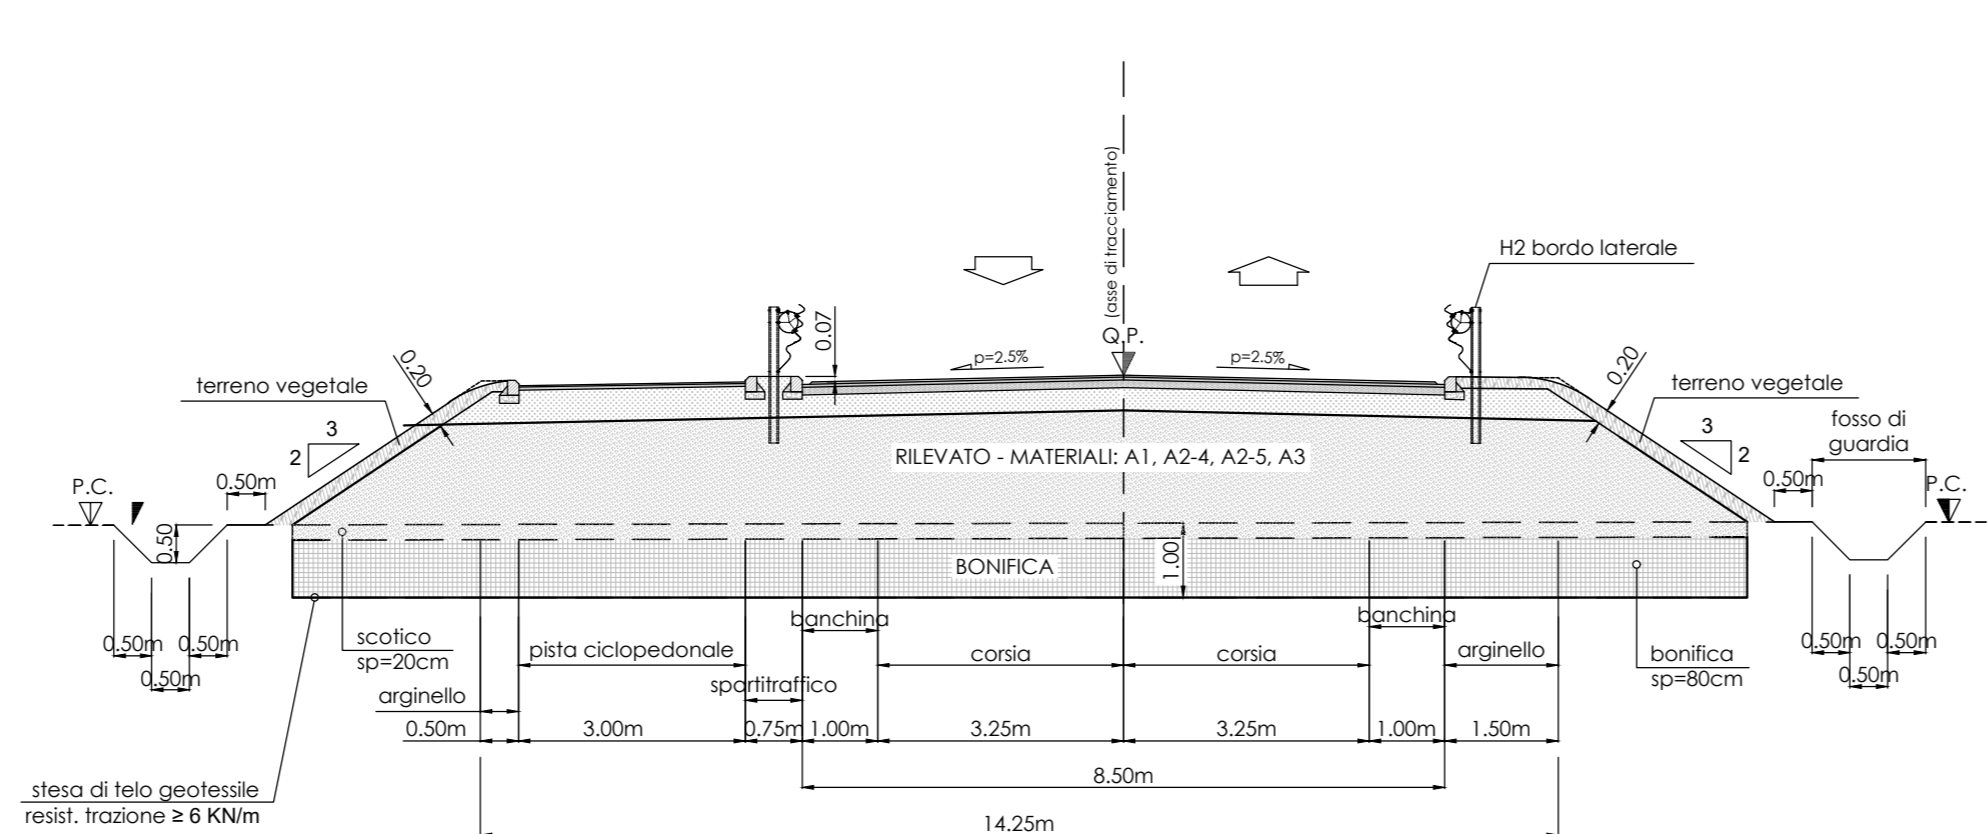 (asse di tracciamento)
H2 bordo laterale
0.07
Q.P.
p=2.5%
p=2.5%
0.20
0.20
terreno vegetale
terreno vegetale
fosso di
guardia
3
2
3
2
RILEVATO - MATERIALI: A1, A2-4, A2-5, A3
P.C.
0.50m
0.50m
P.C.
0.50
1.00
BONIFICA
banchina
banchina
0.50m
0.50m
0.50m
scotico
sp=20cm
pista ciclopedonale
corsia
corsia
arginello
bonifica
sp=80cm
0.50m
0.50m
0.50m
spartitraffico
arginello
0.50m
3.00m
0.75m
1.00m
3.25m
3.25m
1.00m
1.50m
8.50m
stesa di telo geotessile
resist. trazione ≥ 6 KN/m
14.25m